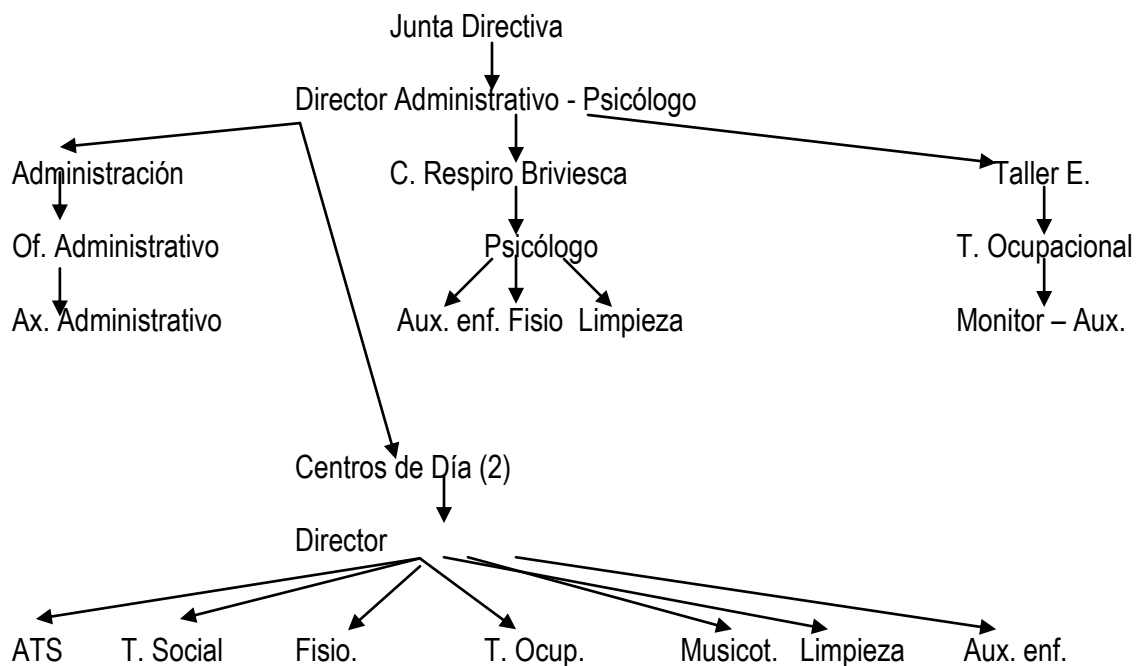 Junta Directiva
Director Administrativo - Psicólogo
Administración C. Respiro Briviesca Taller E.
Of. Administrativo Psicólogo T. Ocupacional
Ax. Administrativo Aux. enf. Fisio Limpieza Monitor – Aux.
Centros de Día (2)
Director
ATS T. Social Fisio. T. Ocup. Musicot. Limpieza Aux. enf.